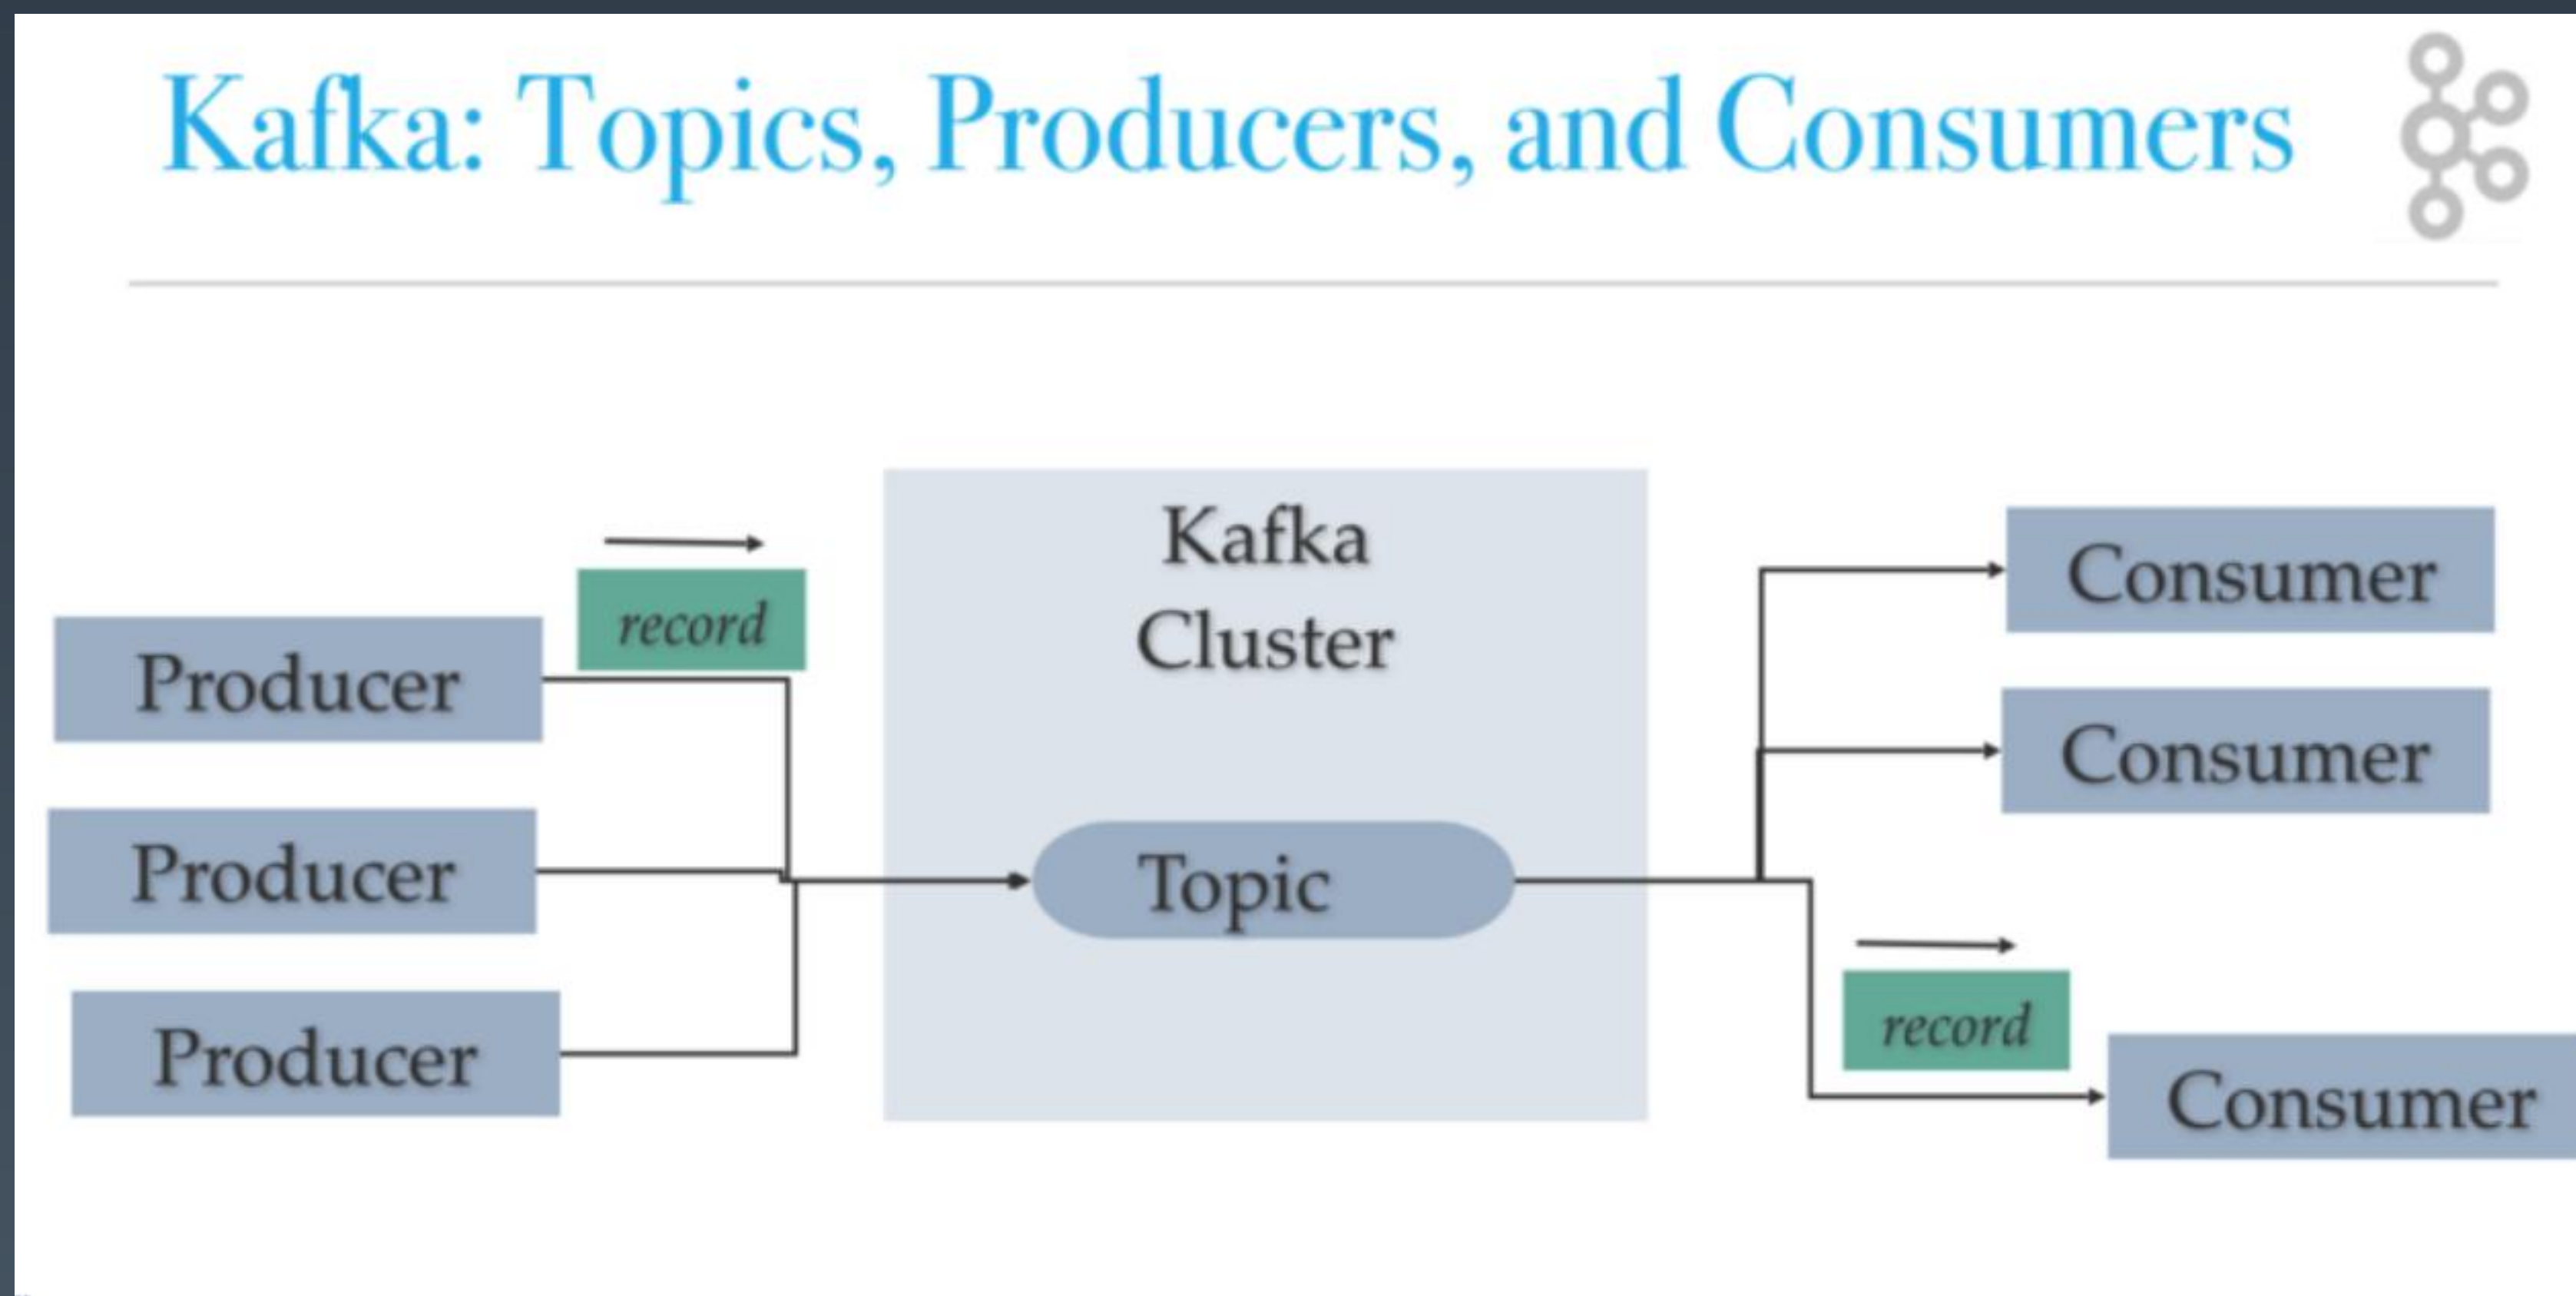 Kafka: Topics, Producers, and Consumers
Kafka
Cluster
record
Producer
Producer
Producer
Topic
Consumer
Consumer
record
Consumer